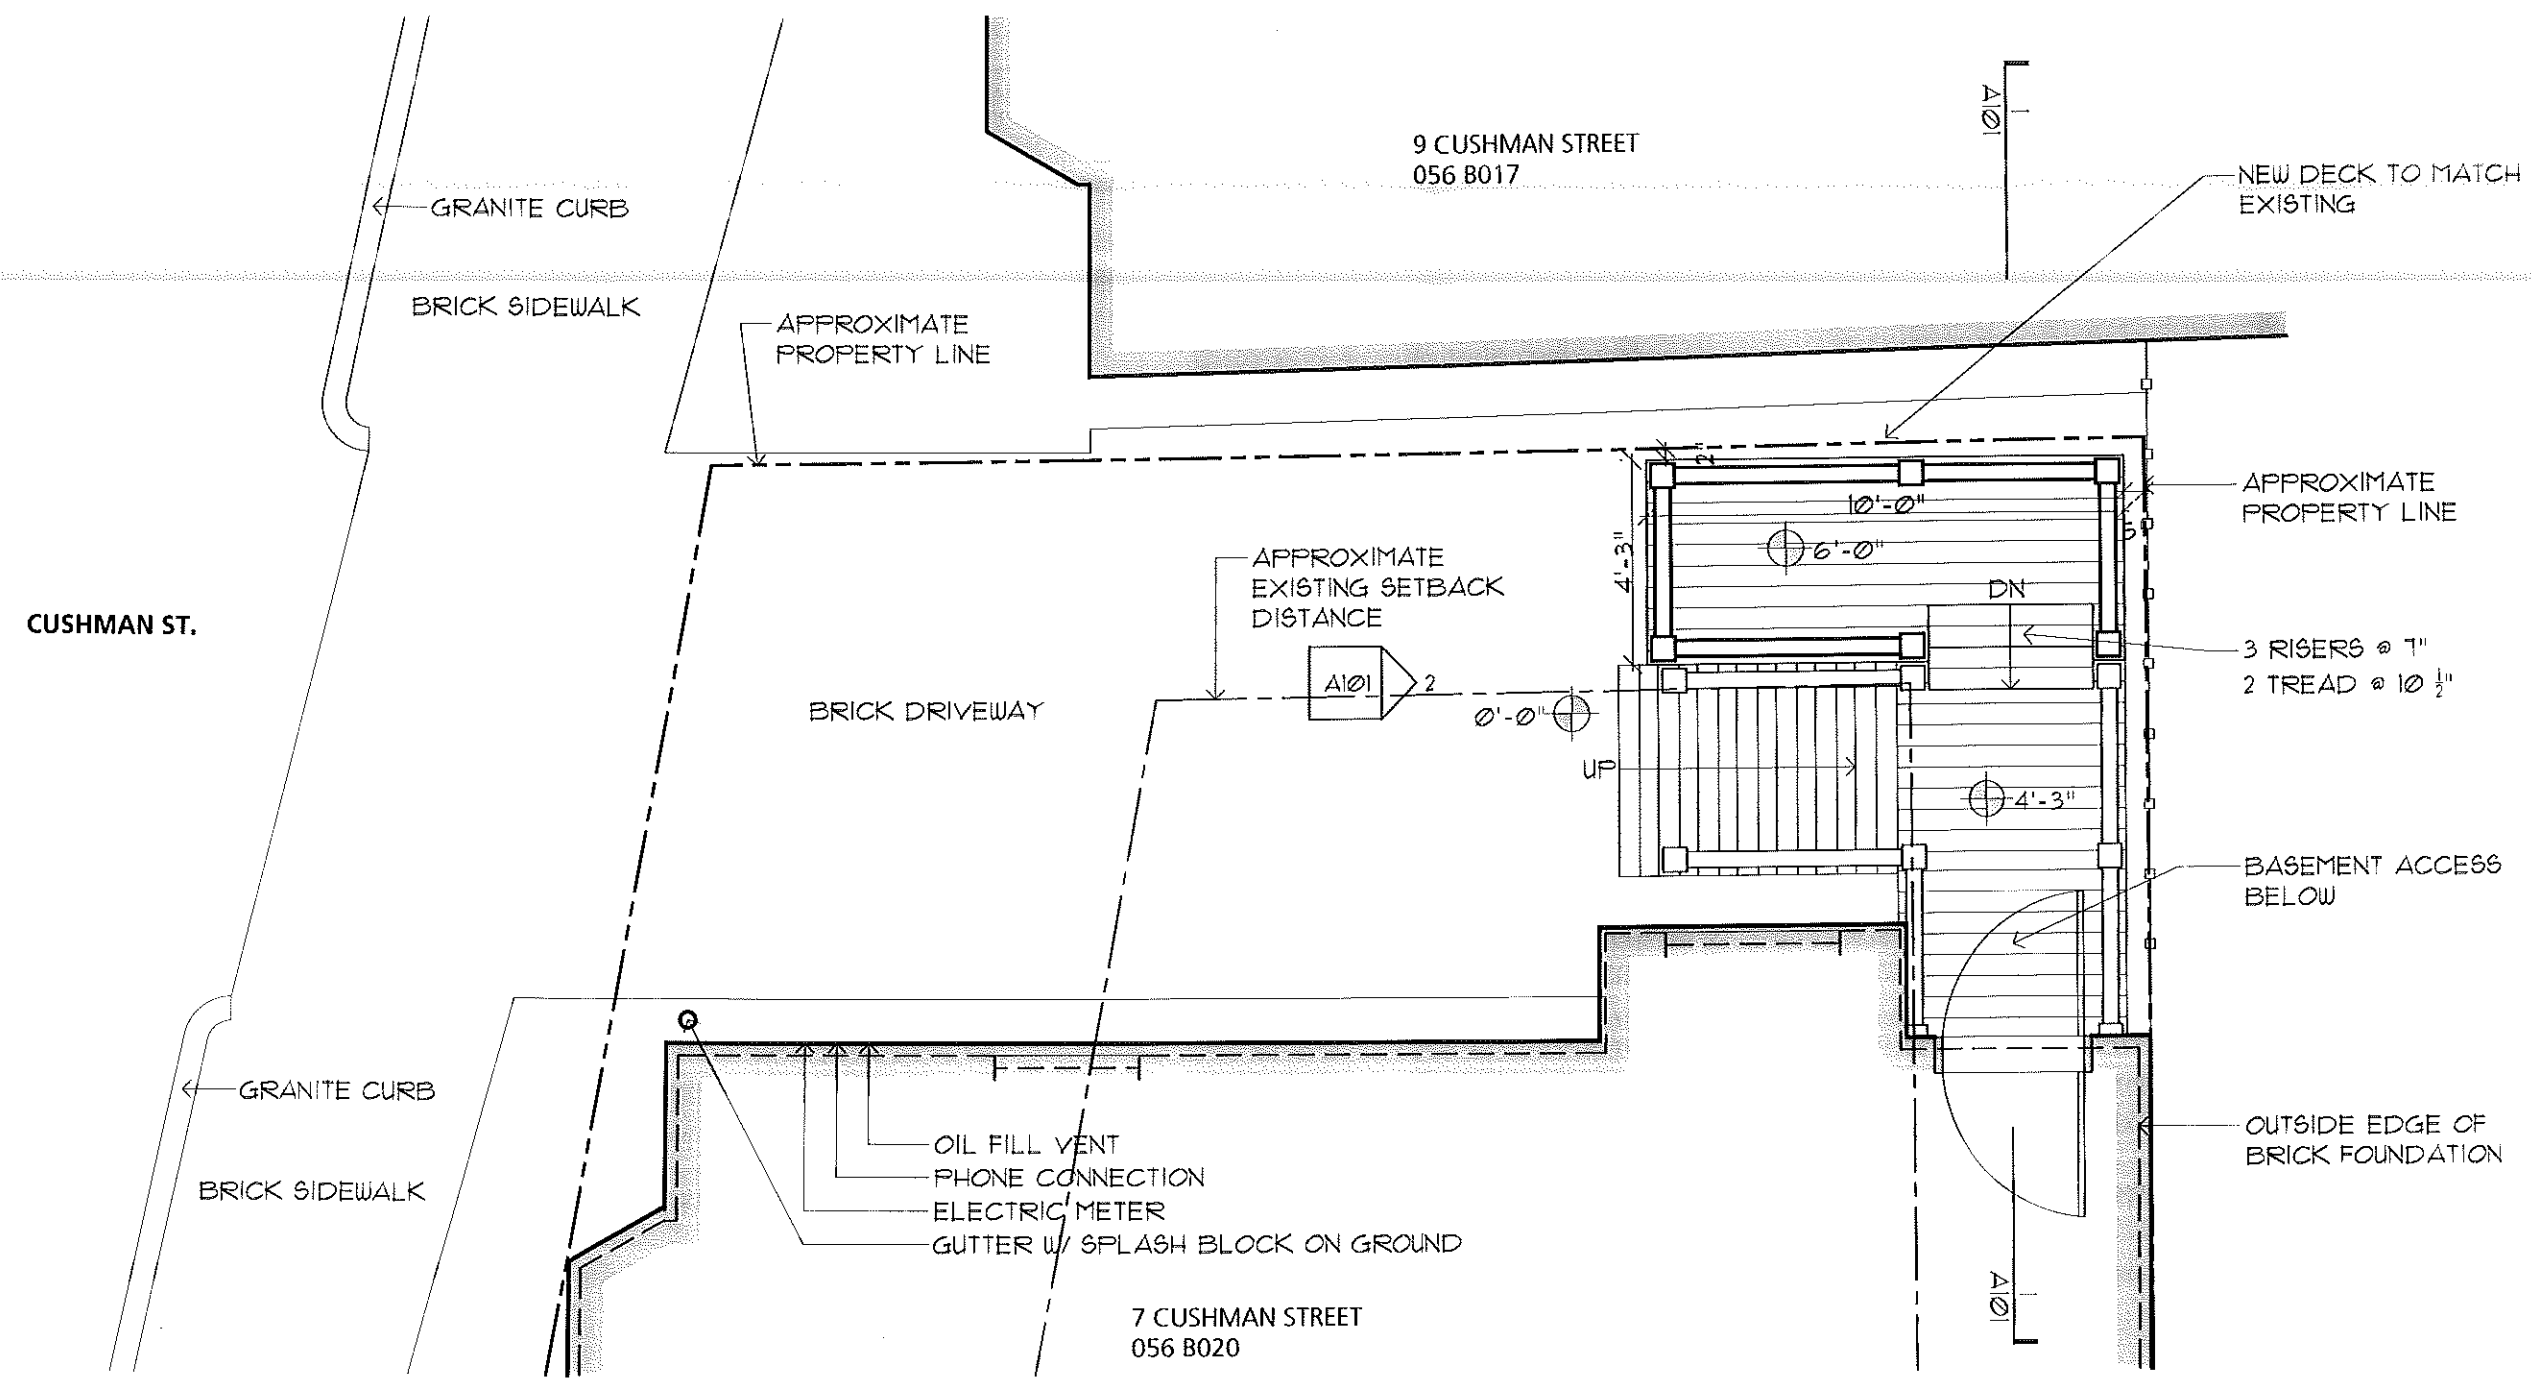 9 CUSHMAN STREET
056 B017
A101
1
NEW DECK TO MATCH
EXISTING
GRANITE CURB
BRICK SIDEWALK
APPROXIMATE
PROPERTY LINE
2"
10'-0"
APPROXIMATE
PROPERTY LINE
4'-3"
6'-0"
5"
APPROXIMATE
EXISTING SETBACK
DISTANCE
DN
CUSHMAN ST.
3 RISERS @ 7"
2 TREAD @ 10 1/2"
A101
2
BRICK DRIVEWAY
0'-0"
UP
4'-3"
BASEMENT ACCESS
BELOW
GRANITE CURB
OIL FILL VENT
PHONE CONNECTION
ELECTRIC METER
GUTTER W/ SPLASH BLOCK ON GROUND
OUTSIDE EDGE OF
BRICK FOUNDATION
BRICK SIDEWALK
A101
1
7 CUSHMAN STREET
056 B020